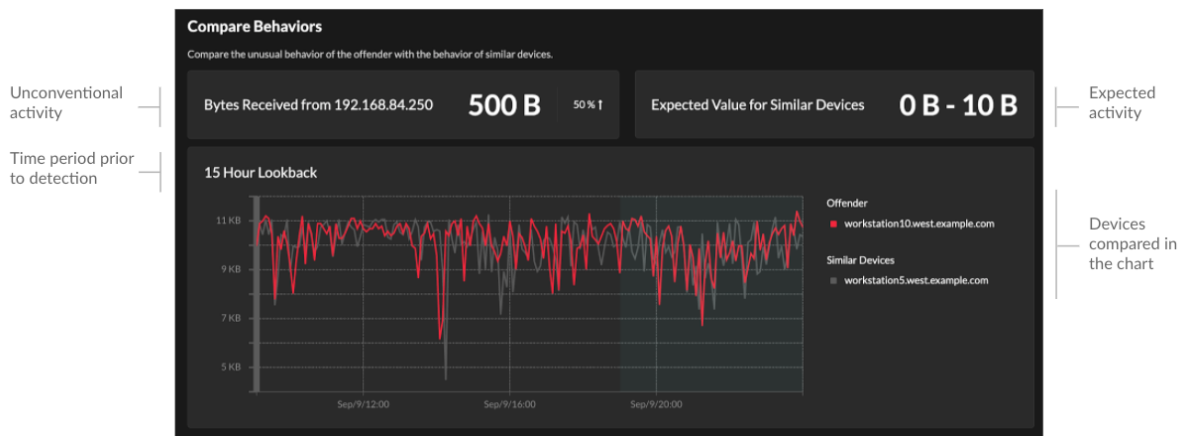 Compare Behaviors
Compare the unusual behavior of the offender with the behavior of similar devices.
Unconventional
activity
Bytes Received from 192.168.84.250
500 B
50 % ↑
Expected Value for Similar Devices
0 B - 10 B
Expected
activity
Time period prior
to detection
15 Hour Lookback
11 KB
9 KB
7 KB
5 KB
Sep/9/12:00
Sep/9/16:00
Sep/9/20:00
Offender
workstation10.west.example.com
Similar Devices
workstation5.west.example.com
Devices
compared in
the chart